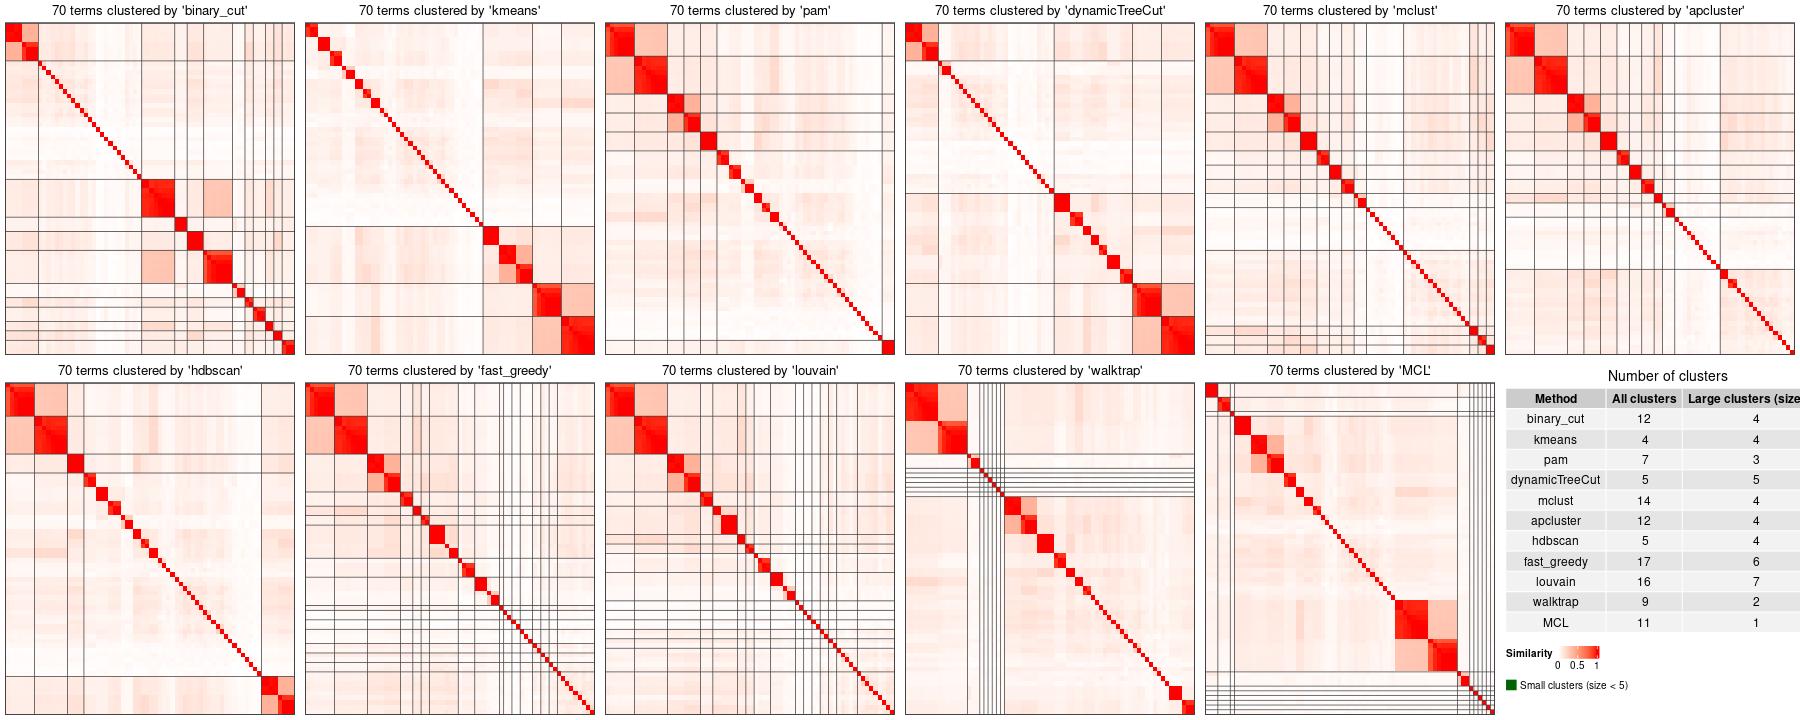 70 terms clustered by 'binary_cut'
70 terms clustered by 'kmeans'
70 terms clustered by 'pam'
70 terms clustered by 'dynamicTreeCut'
70 terms clustered by 'mclust'
70 terms clustered by 'apcluster'
70 terms clustered by 'hdbscan'
70 terms clustered by 'fast_greedy'
70 terms clustered by 'louvain'
70 terms clustered by 'walktrap'
70 terms clustered by 'MCL'
Number of clusters
Method All clusters Large clusters (size
binary_cut 12 4
kmeans 4 4
pam 7 3
dynamicTreeCut 5 5
mclust 14 4
apcluster 12 4
hdbscan 5 4
fast_greedy 17 6
louvain 16 7
walktrap 9 2
MCL 11 1
Similarity
0 0.5 1
Small clusters (size < 5)